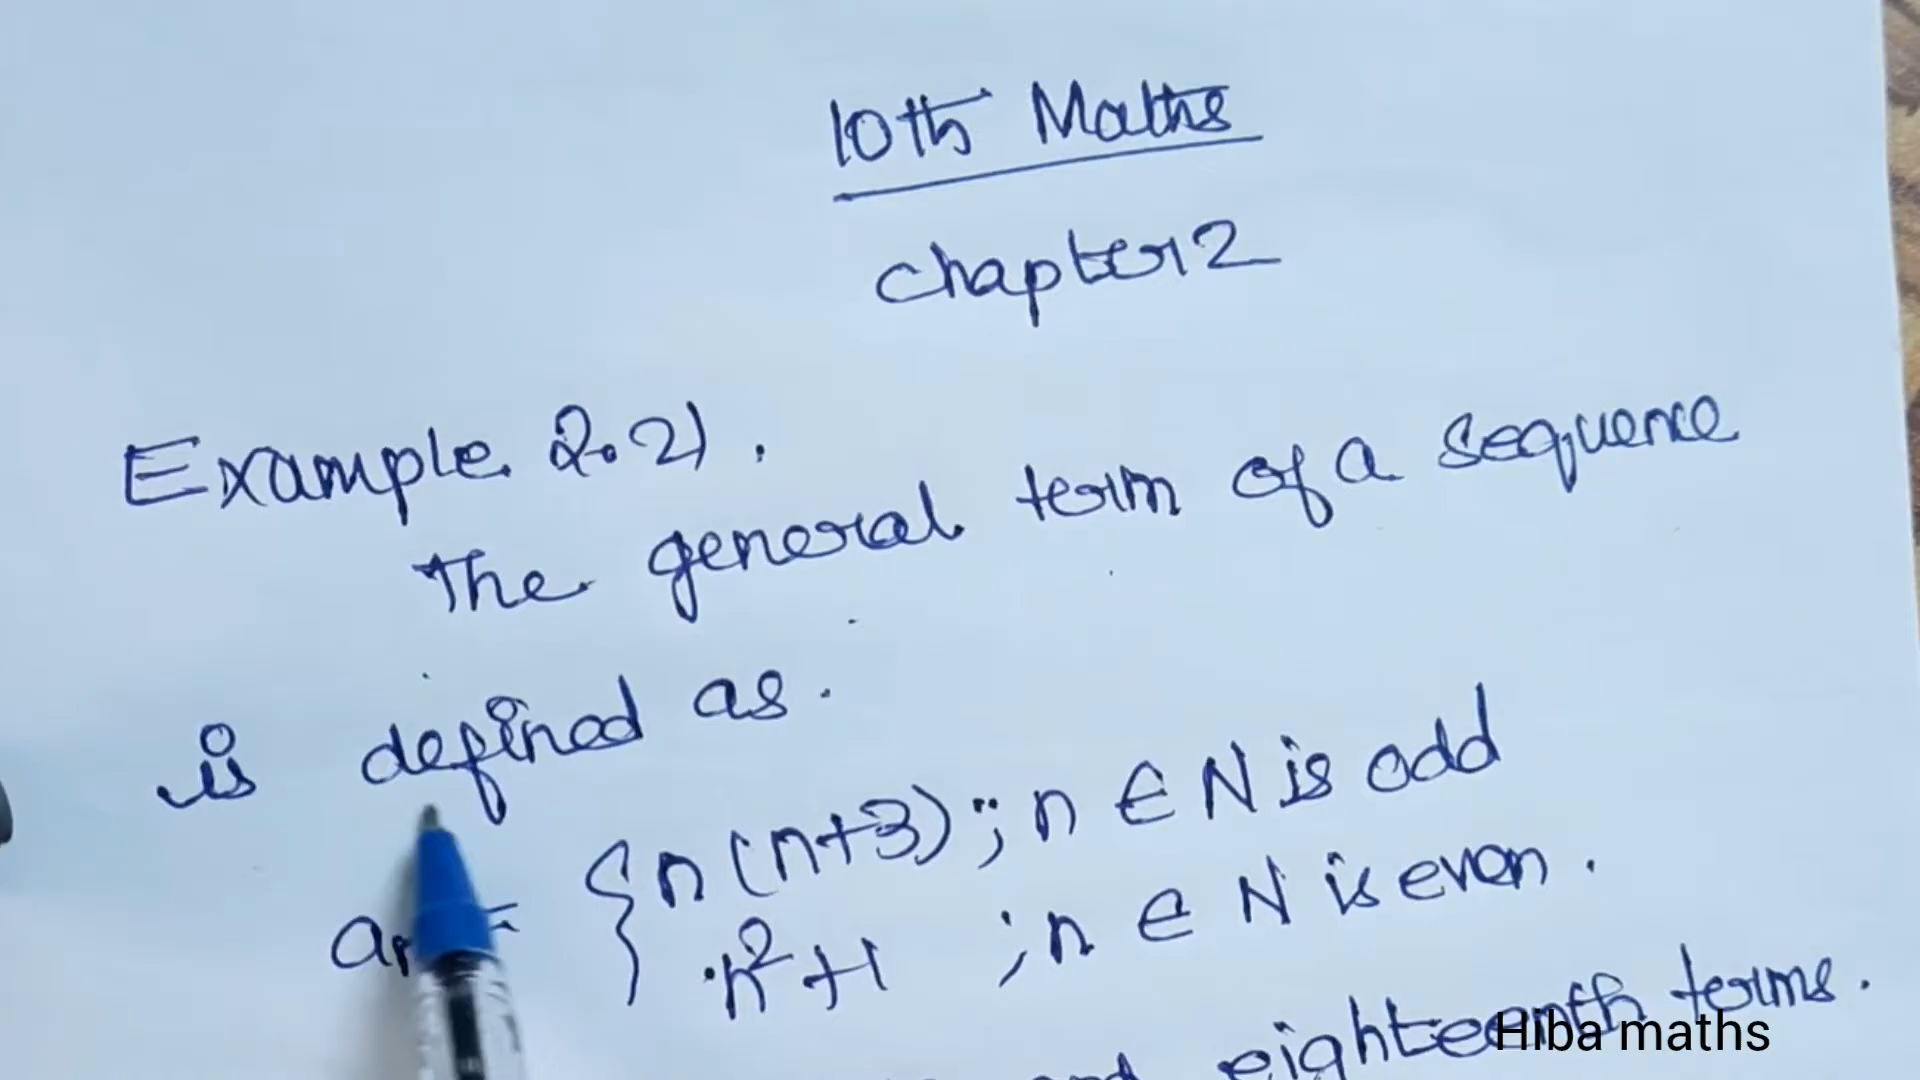 10th Maths
Chapter 2
Example 2.21.
The general term of a sequence
is defined as.
= { n(n+3) ; n ∈ N is odd
n²+1 ; n ∈ N is even.
eighteenth terms.
Hiba maths